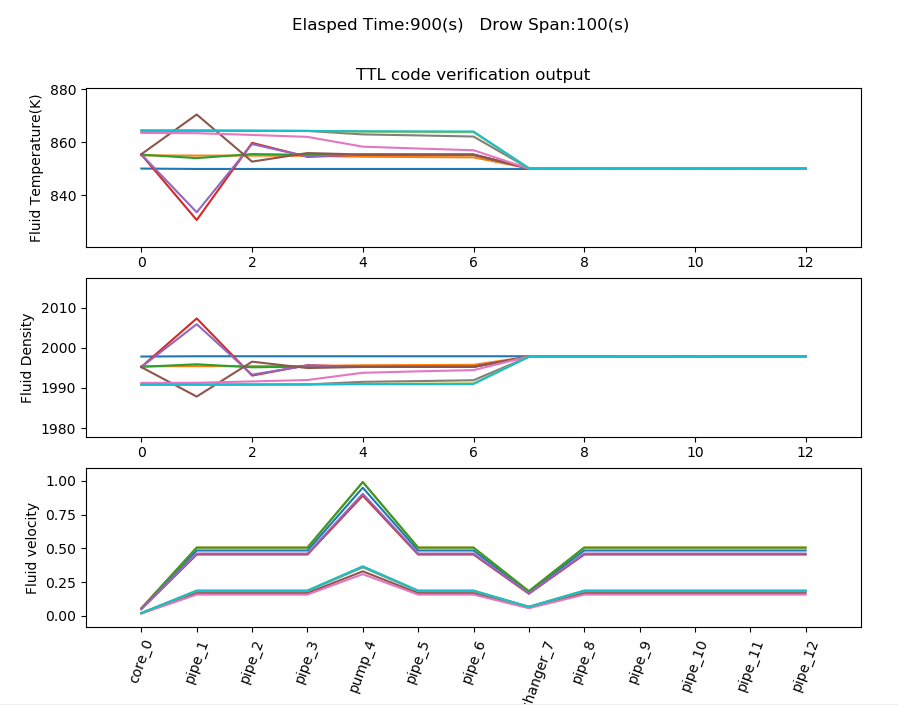 Elasped Time:900(s) Drow Span:100(s)
TTL code verification output
Fluid Temperature(K)
880
860
840
0 2 4 6 8 10 12
Fluid Density
2010
2000
1990
1980
0 2 4 6 8 10 12
Fluid velocity
1.00
0.75
0.50
0.25
0.00
core_0 pipe_1 pipe_2 pipe_3 pump_4 pipe_5 pipe_6 hanger_7 pipe_8 pipe_9 pipe_10 pipe_11 pipe_12